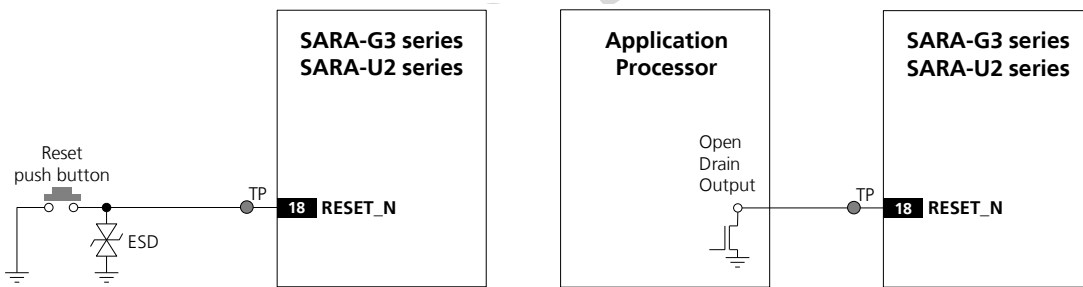 SARA-G3 series
SARA-U2 series
Reset
push button
TP
18 RESET_N
ESD
Application
Processor
Open
Drain
Output
SARA-G3 series
SARA-U2 series
TP
18 RESET_N